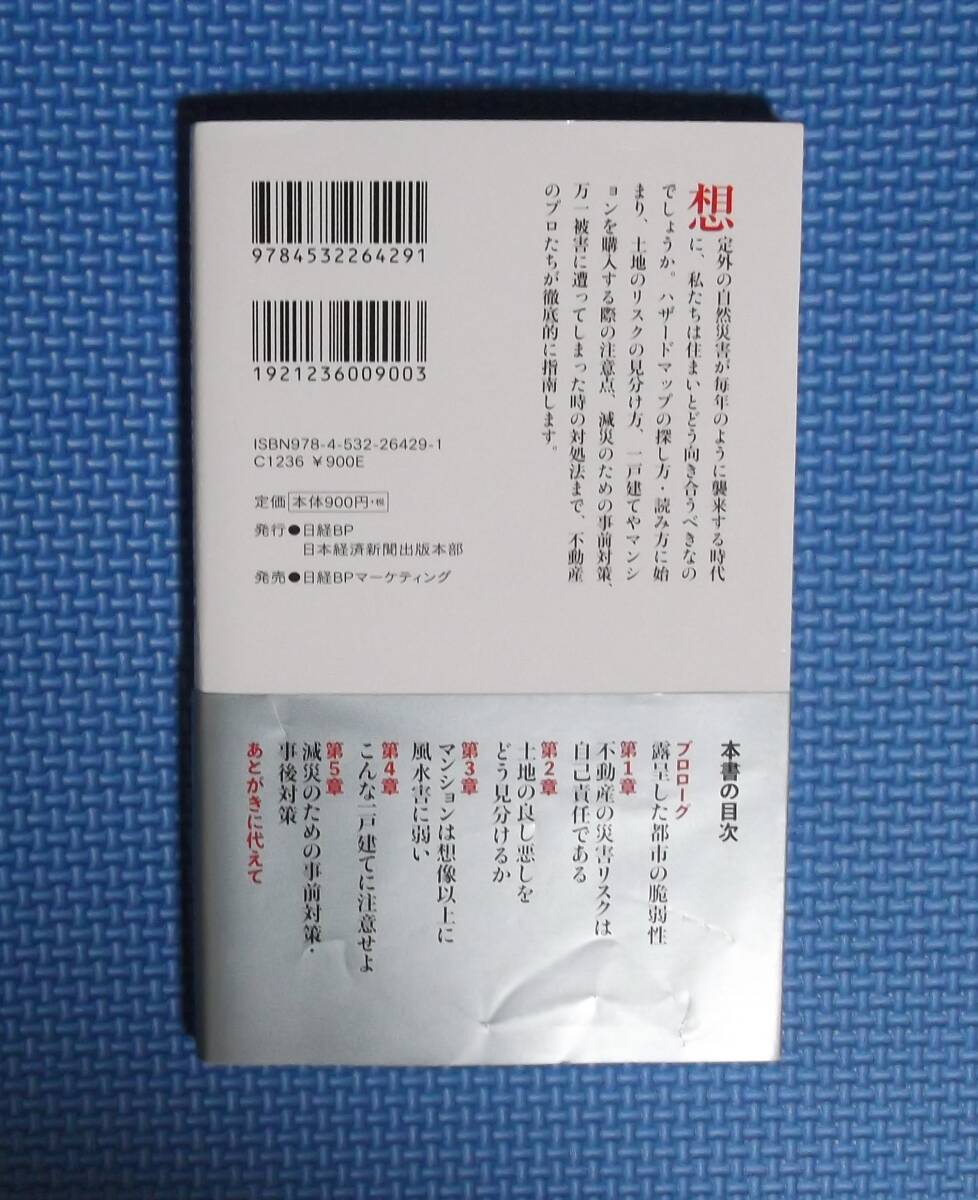 想定外の自然災害が毎年のように襲来する時代
に、私たちは住まいとどう向き合うべきなの
でしょうか。ハザードマップの探し方・読み方に始
まり、土地のリスクの見分け方、一戸建てやマンシ
ョンを購入する際の注意点、減災のための事前対策、
万一被害に遭ってしまった時の対処法まで、不動産
のプロたちが徹底的に指南します。
9784532264291
1921236009003
ISBN978-4-532-26429-1
C1236 ¥900E
定価 本体900円+税
発行●日経BP
日本経済新聞出版本部
発売●日経BPマーケティング
本書の目次
プロローグ
露呈した都市の脆弱性
第1章
不動産の災害リスクは
自己責任である
第2章
土地の良し悪しを
どう見分けるか
第3章
マンションは想像以上に
風水害に弱い
第4章
こんな一戸建てに注意せよ
第5章
減災のための事前対策・
事後対策
あとがきに代えて